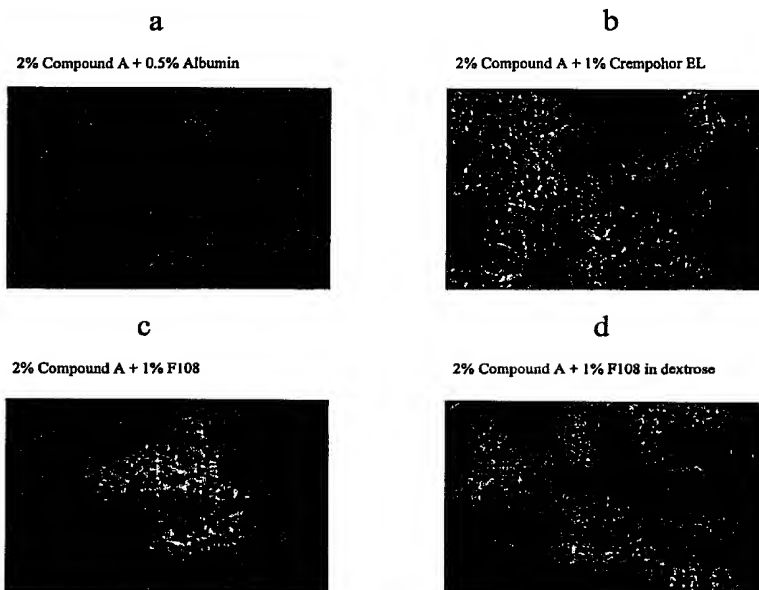 a
b
2% Compound A + 0.5% Albumin
2% Compound A + 1% Crempohor EL
c
d
2% Compound A + 1% F108
2% Compound A + 1% F108 in dextrose